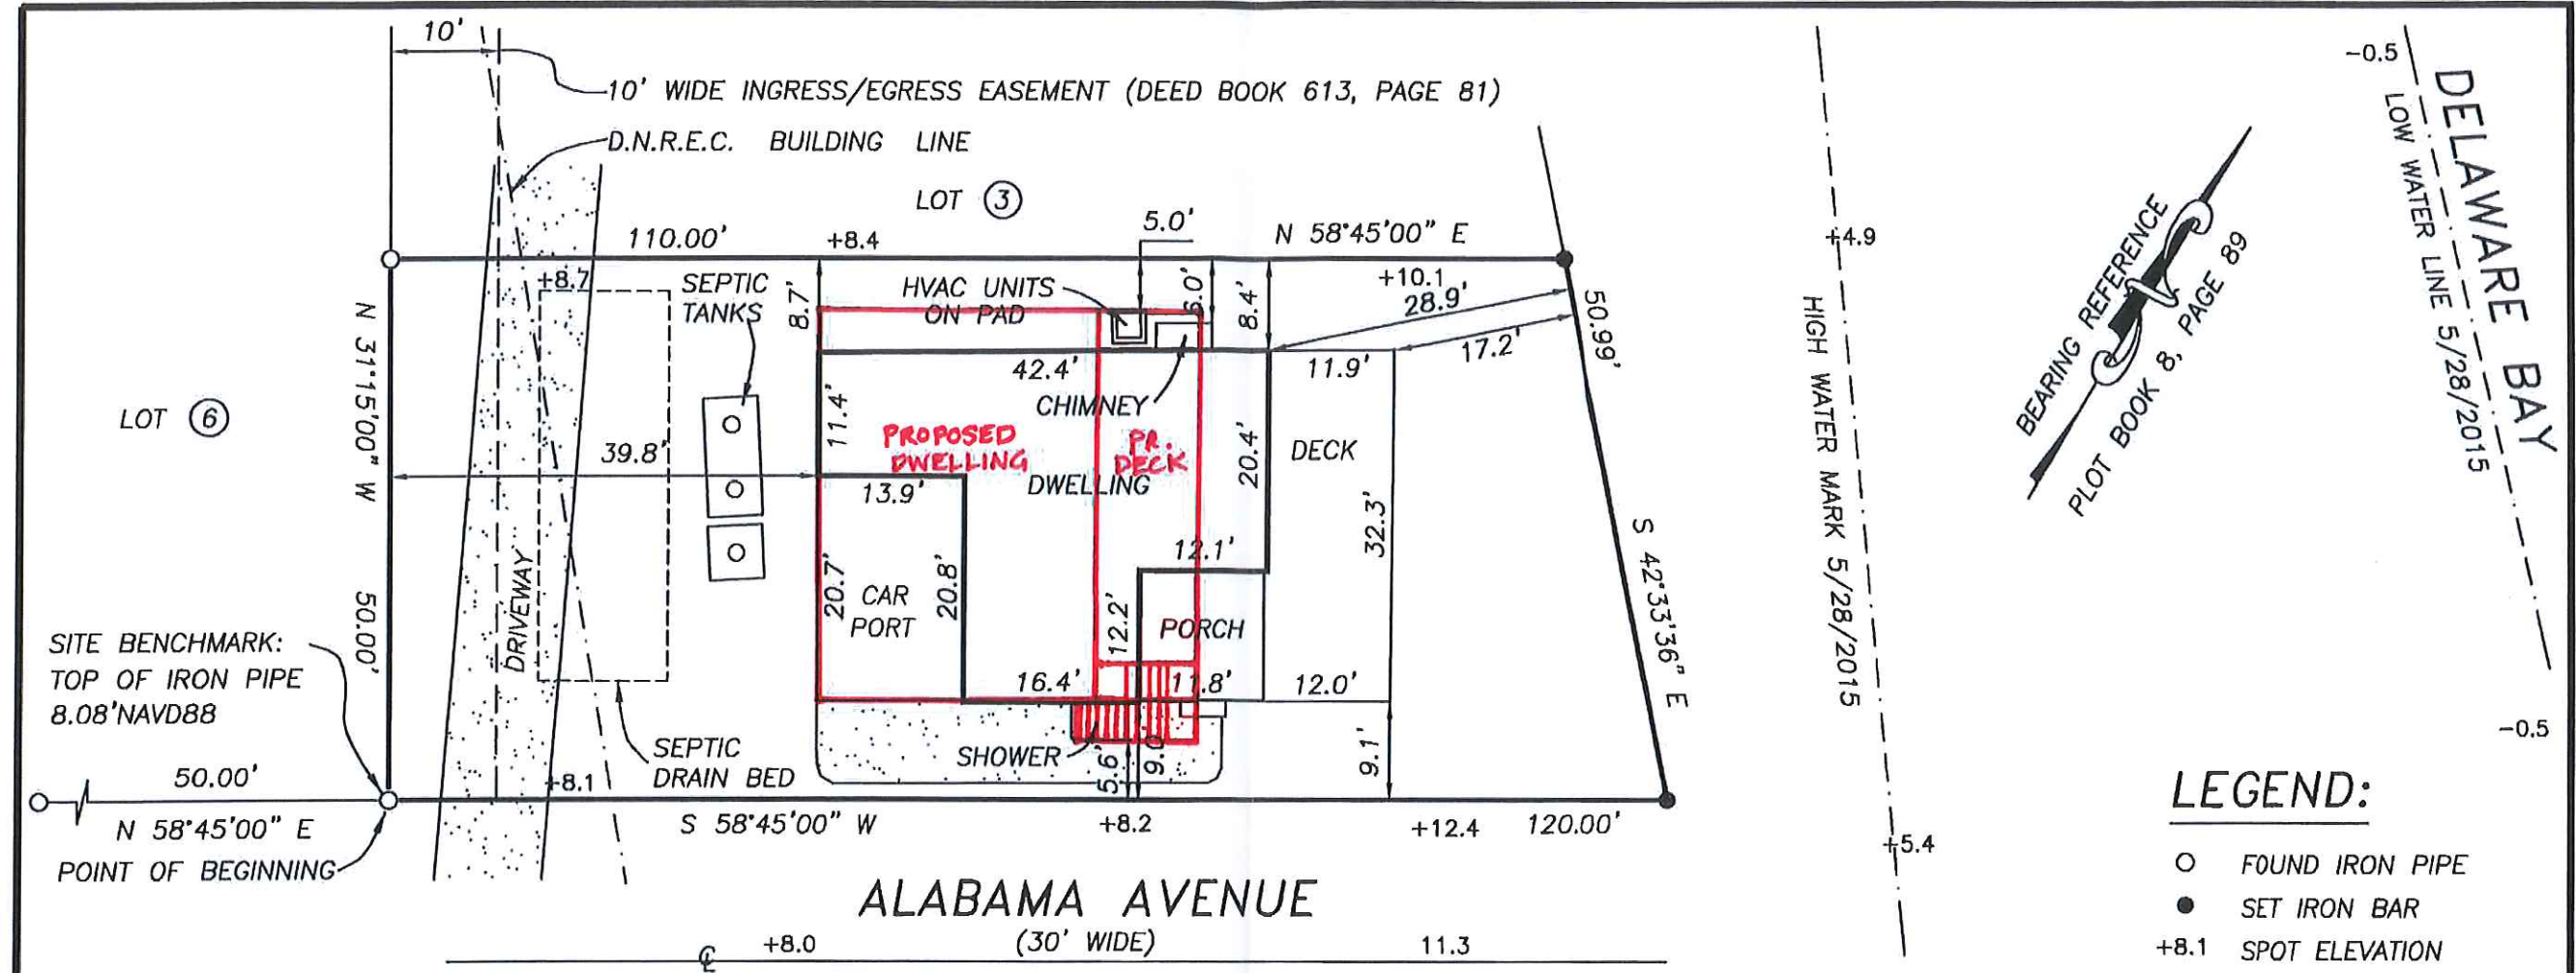 10'
10' WIDE INGRESS/EGRESS EASEMENT (DEED BOOK 613, PAGE 81)
D.N.R.E.C. BUILDING LINE
LOT 3
110.00'
+8.4
5.0'
N 58°45'00" E
+8.7
SEPTIC
TANKS
8.7'
HVAC UNITS
ON PAD
6.0'
8.4'
+10.1
28.9'
17.2'
50.99'
S 42°33'36" E
N 31°15'00" W 50.00'
LOT 6
42.4'
11.9'
11.4'
CHIMNEY
PROPOSED
DWELLING
PR.
DECK
DWELLING
20.4'
DECK
39.8'
13.9'
32.3'
12.1'
20.7'
CAR
PORT
20.8'
12.2'
PORCH
16.4'
11.8'
12.0'
DRIVEWAY
SITE BENCHMARK:
TOP OF IRON PIPE
8.08'NAVD88
SEPTIC
DRAIN BED
SHOWER
5.6'
9.0'
9.1'
50.00'
N 58°45'00" E
POINT OF BEGINNING
+8.1
S 58°45'00" W
+8.2
+12.4
120.00'
ALABAMA AVENUE
(30' WIDE)
+8.0
11.3
+4.9
HIGH WATER MARK 5/28/2015
+5.4
BEARING REFERENCE
PLOT BOOK 8, PAGE 89
-0.5
DELAWARE BAY
LOW WATER LINE 5/28/2015
-0.5
LEGEND:
FOUND IRON PIPE
SET IRON BAR
+8.1 SPOT ELEVATION